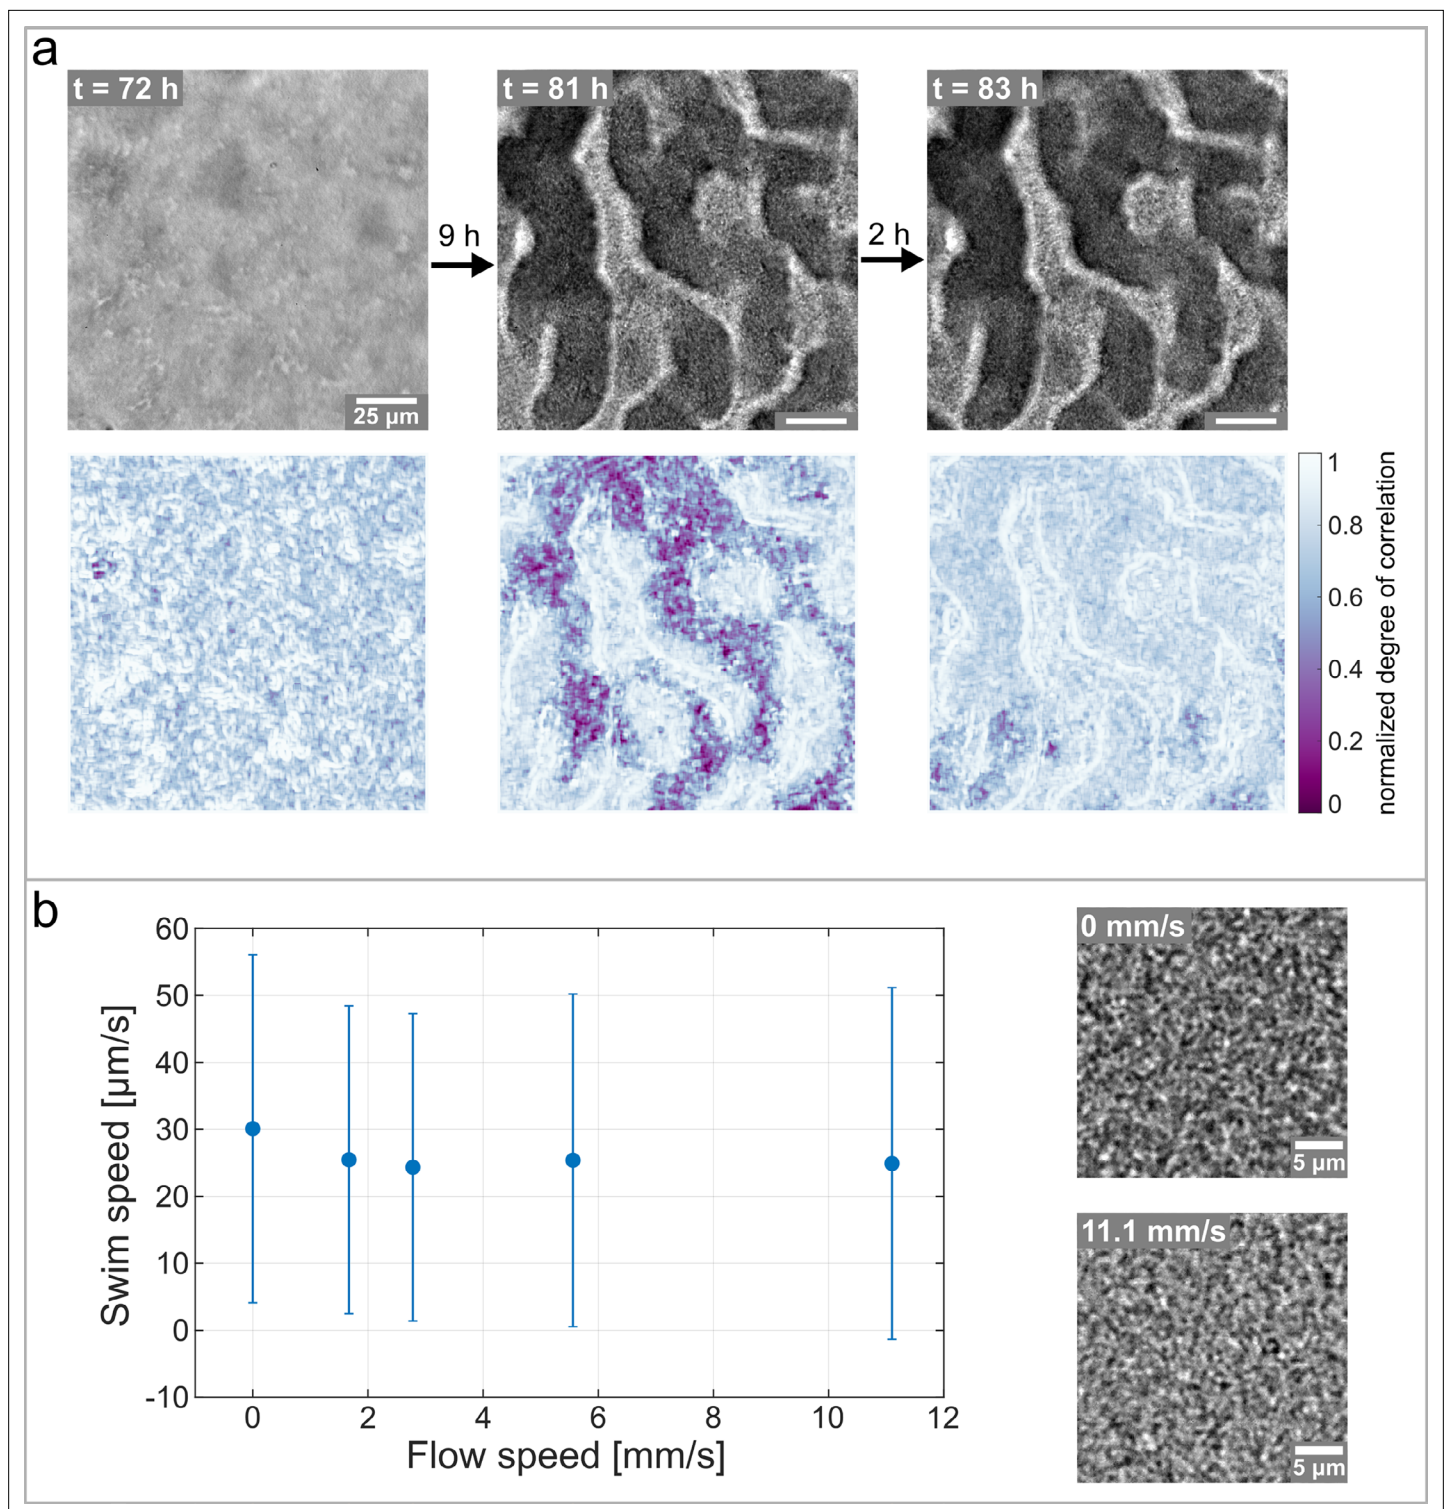 a
t = 72 h
9 h
t = 81 h
2 h
t = 83 h
25 µm
1
0.8
0.6
0.4
0.2
0
normalized degree of correlation
b
60
50
40
30
20
10
0
-10
Swim speed [µm/s]
0 2 4 6 8 10 12
Flow speed [mm/s]
0 mm/s
5 µm
11.1 mm/s
5 µm